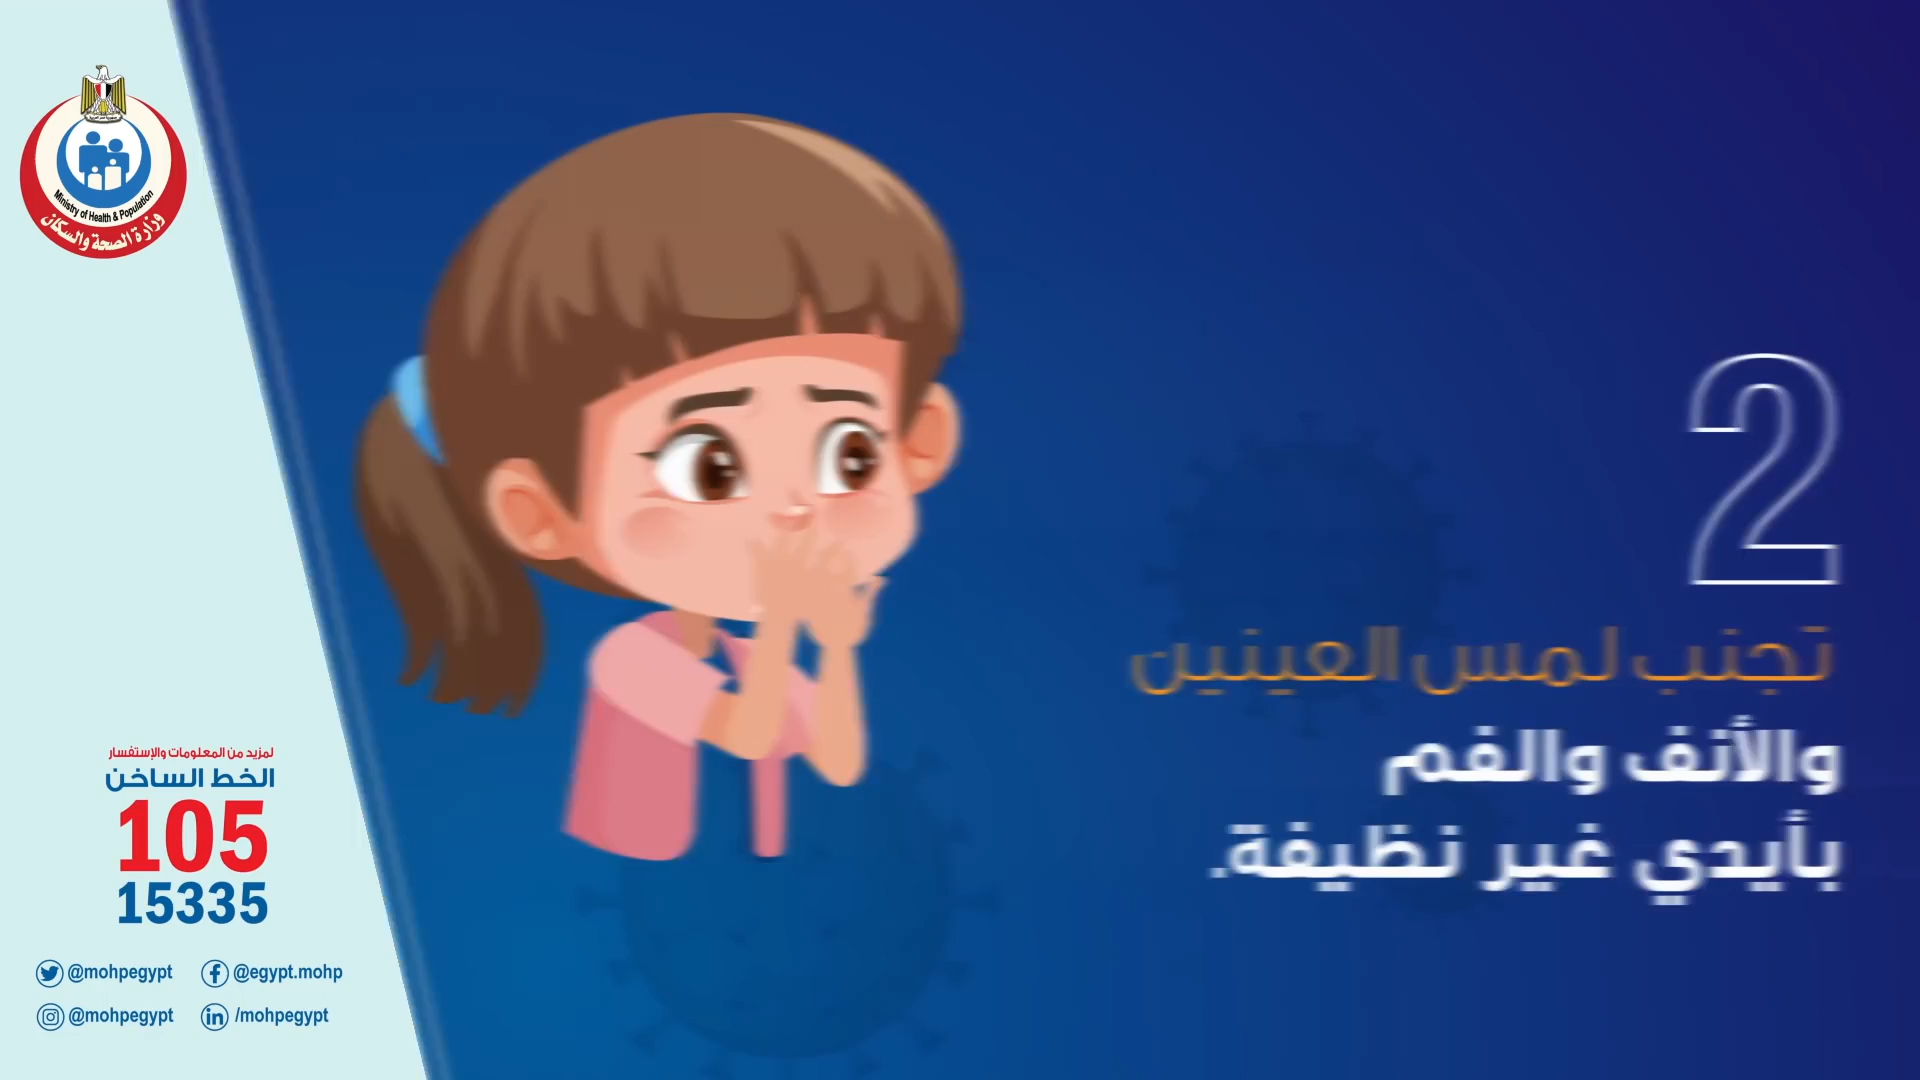 Ministry of Health & Population
وزارة الصحة والسكان
2
تجنب لمس العينين
والأنف والفم
بأيدي غير نظيفة.
لمزيد من المعلومات والإستفسار
الخط الساخن
105
15335
@mohpegypt
@egypt.mohp
@mohpegypt
/mohpegypt